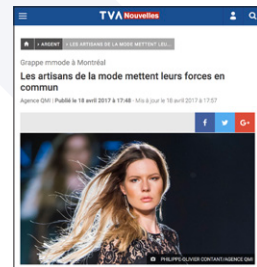 TVA Nouvelles
> ARGENT > LES ARTISANS DE LA MODE METTENT LEU...
Grappe mmode à Montréal
Les artisans de la mode mettent leurs forces en
commun
Agence QMI | Publié le 18 avril 2017 à 17:48 - Mis à jour le 18 avril 2017 à 17:57
f G+
PHILIPPE-OLIVIER CONTANT/AGENCE QMI